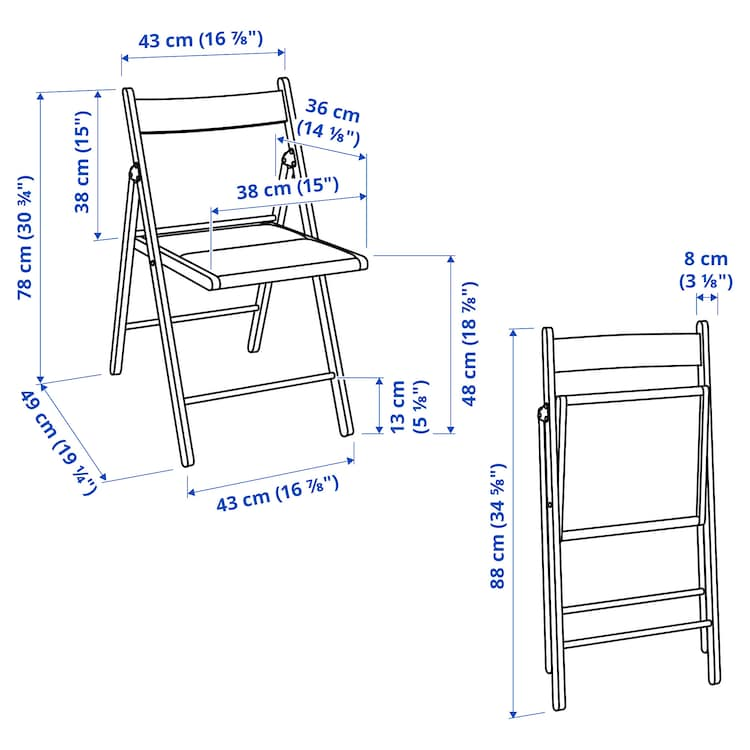 43 cm (16 ⅞")
36 cm
(14 ⅛")
38 cm (15")
38 cm (15")
78 cm (30 ¾")
8 cm
(3 ⅛")
48 cm (18 ⅞")
13 cm
(5 ⅛")
49 cm
(19 ¼")
43 cm (16 ⅞")
88 cm (34 ⅝")